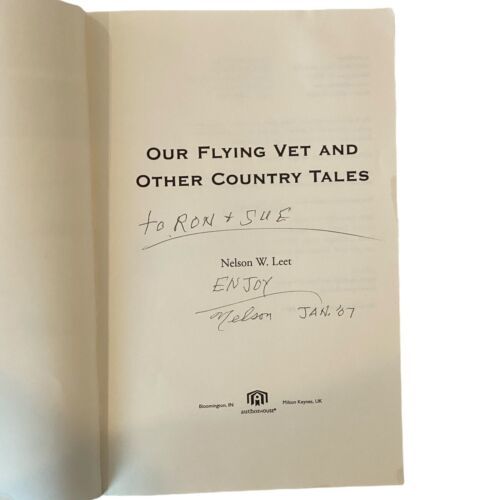 OUR FLYING VET AND
OTHER COUNTRY TALES
to RON + SUE
Nelson W. Leet
ENJOY
Nelson JAN. '07
Bloomington, IN authorHOUSE® Milton Keynes, UK